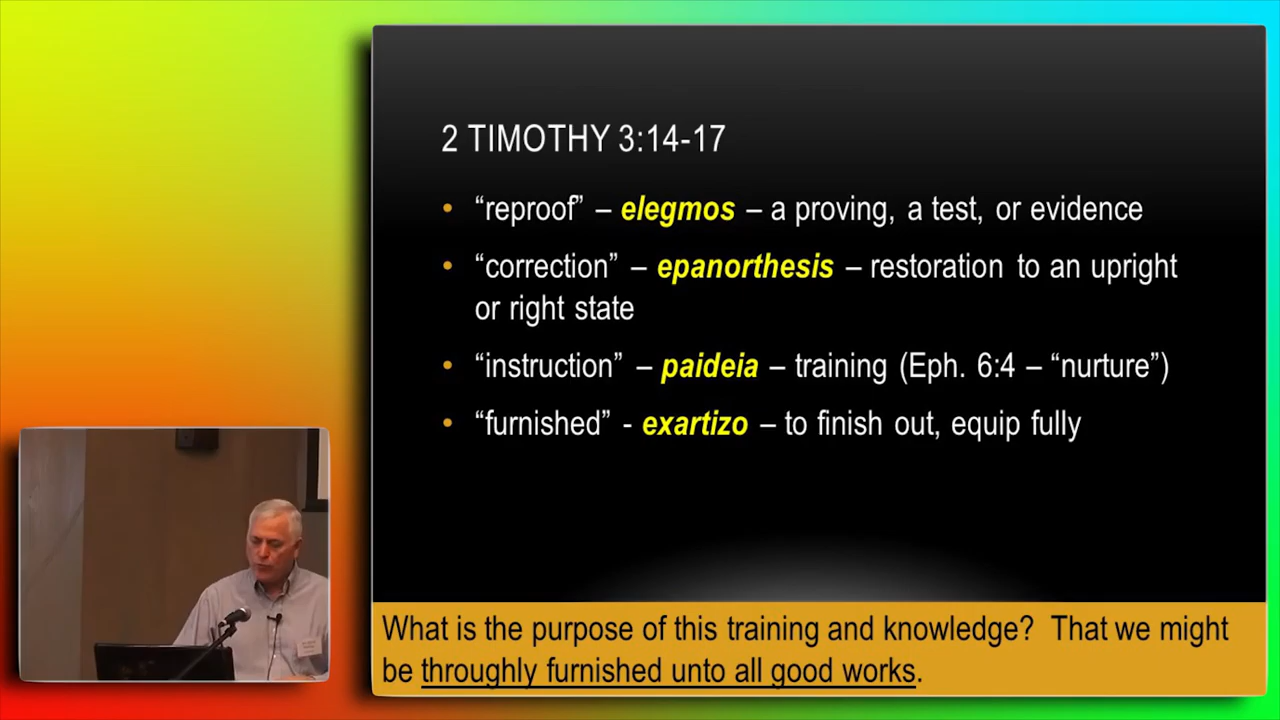 2 TIMOTHY 3:14-17
• “reproof” – elegmos – a proving, a test, or evidence
• “correction” – epanorthesis – restoration to an upright
or right state
• “instruction” – paideia – training (Eph. 6:4 – “nurture”)
• “furnished” - exartizo – to finish out, equip fully
What is the purpose of this training and knowledge? That we might
be throughly furnished unto all good works.